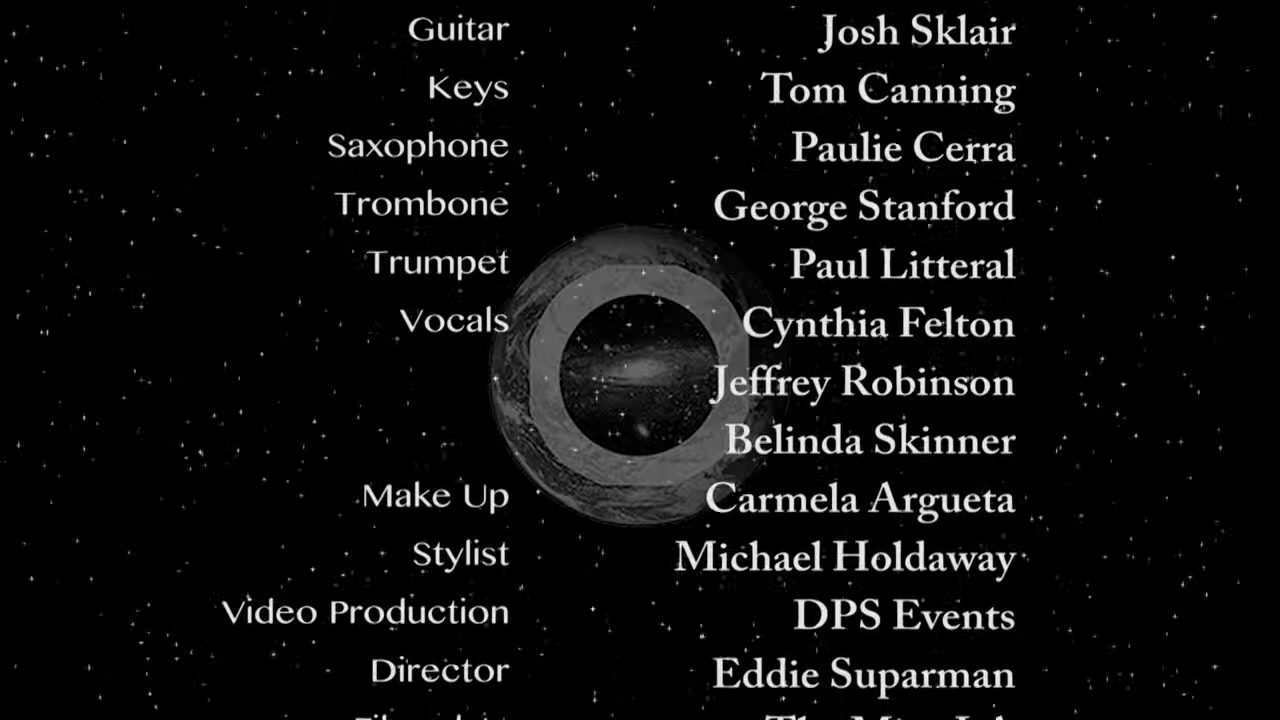 Guitar Josh Sklair
Keys Tom Canning
Saxophone Paulie Cerra
Trombone George Stanford
Trumpet Paul Litteral
Vocals Cynthia Felton
Jeffrey Robinson
Belinda Skinner
Make Up Carmela Argueta
Stylist Michael Holdaway
Video Production DPS Events
Director Eddie Suparman